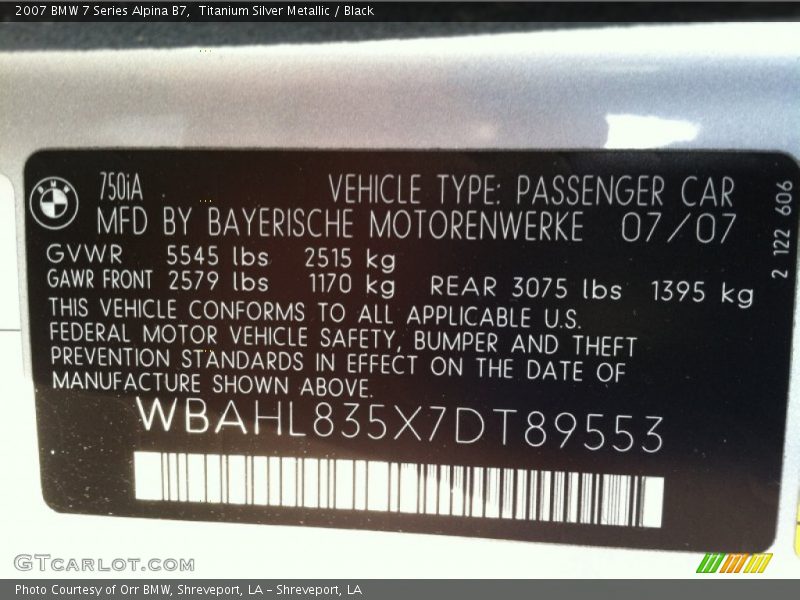 2007 BMW 7 Series Alpina B7,  Titanium Silver Metallic / Black
BMW
750iA VEHICLE TYPE: PASSENGER CAR
MFD BY BAYERISCHE MOTORENWERKE 07/07
GVWR 5545 lbs 2515 kg
GAWR FRONT 2579 lbs 1170 kg REAR 3075 lbs 1395 kg
THIS VEHICLE CONFORMS TO ALL APPLICABLE U.S.
FEDERAL MOTOR VEHICLE SAFETY, BUMPER AND THEFT
PREVENTION STANDARDS IN EFFECT ON THE DATE OF
MANUFACTURE SHOWN ABOVE.
WBAHL835X7DT89553
2 122 606
GTCARLOT.COM
Photo Courtesy of Orr BMW, Shreveport, LA – Shreveport, LA